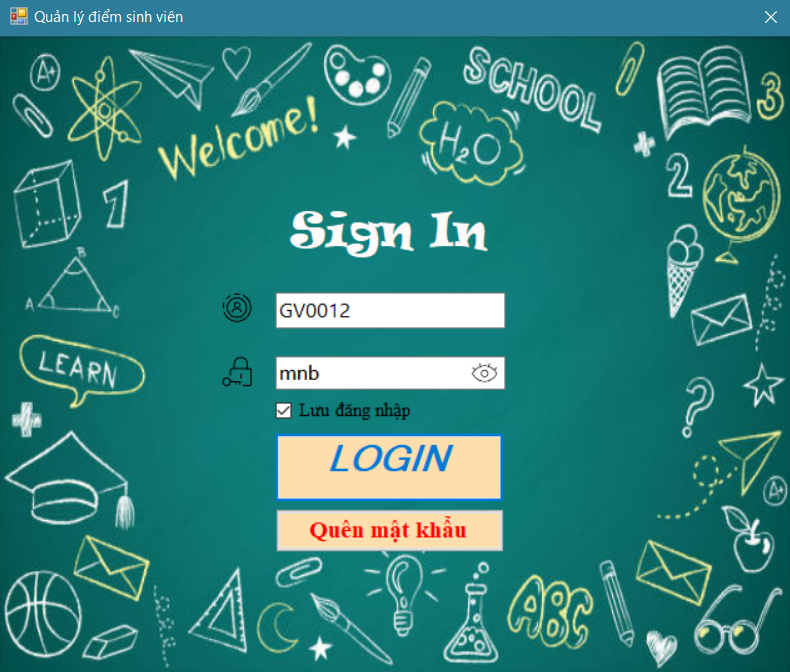 Quản lý điểm sinh viên
A+
Welcome!
SCHOOL
H2O
3
1
2
B
A
C
Sign In
GV0012
LEARN
mnb
Lưu đăng nhập
?
LOGIN
A+
Quên mật khẩu
ABC